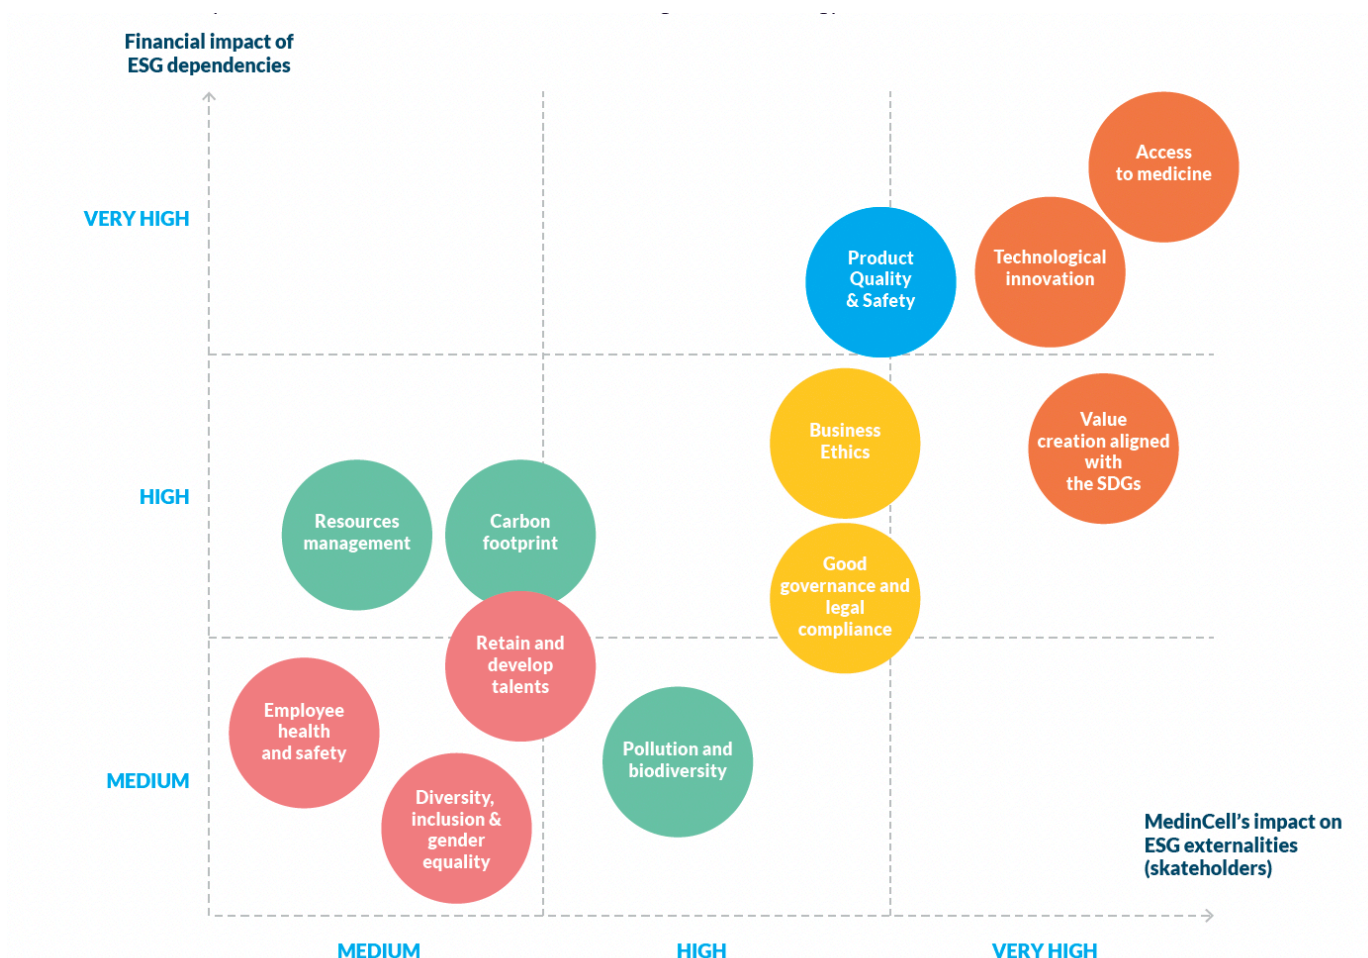 Financial impact of
ESG dependencies
Access
to medicine
VERY HIGH
Product
Quality
& Safety
Technological
innovation
Business
Ethics
Value
creation aligned
with
the SDGs
HIGH
Resources
management
Carbon
footprint
Good
governance and
legal
compliance
Retain and
develop
talents
Employee
health
and safety
Pollution and
biodiversity
MEDIUM
Diversity,
inclusion &
gender
equality
MedinCell’s impact on
ESG externalities
(skateholders)
MEDIUM
HIGH
VERY HIGH